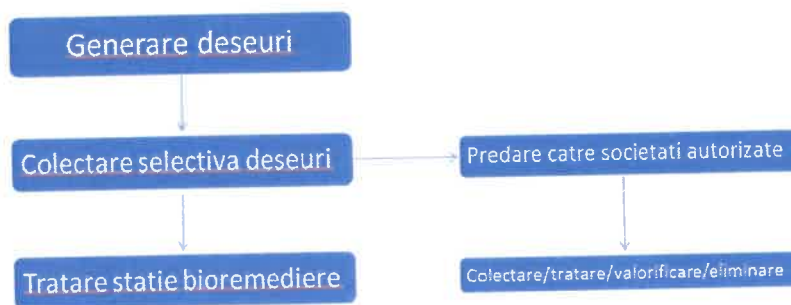 Generare deseuri
Colectare selectiva deseuri
Predare catre societati autorizate
Tratare statie bioremediere
Colectare/tratare/valorificare/eliminare